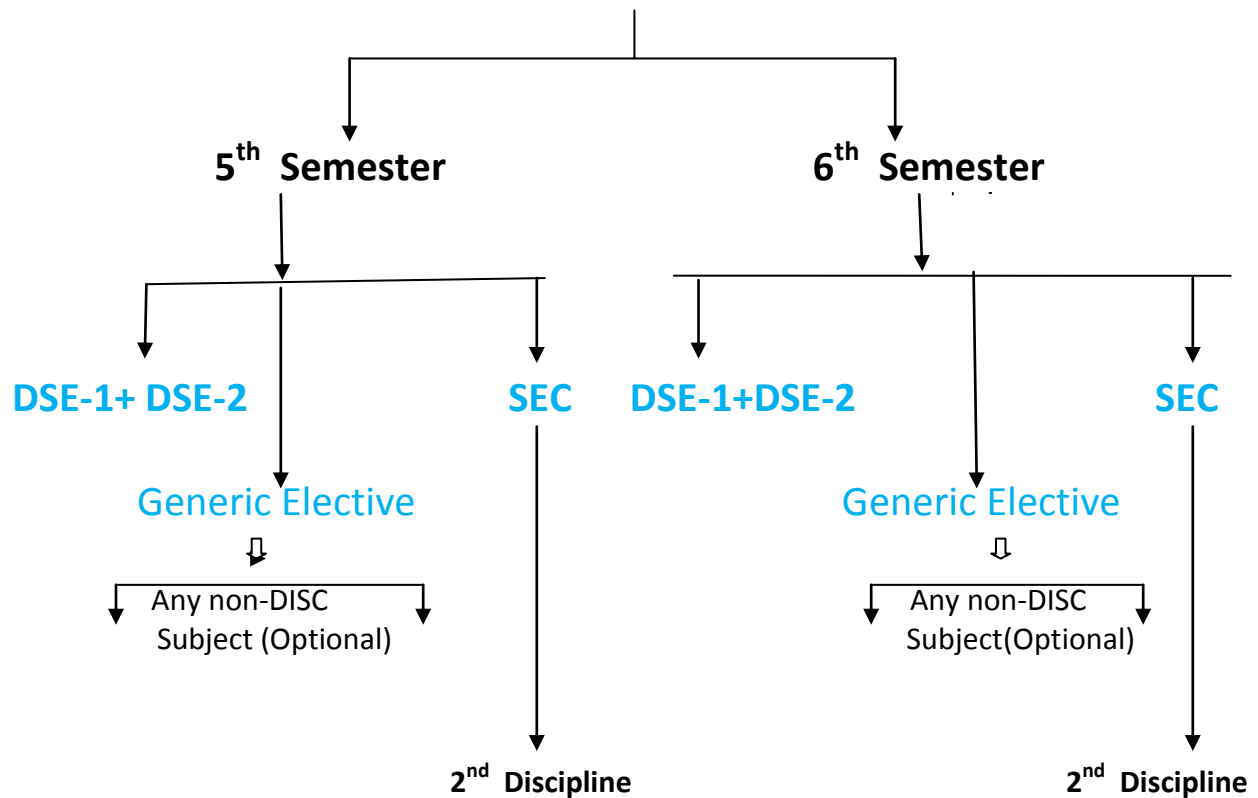 5th Semester 6th Semester
DSE-1+ DSE-2 SEC DSE-1+DSE-2 SEC
Generic Elective Generic Elective
Any non-DISC Any non-DISC
Subject (Optional) Subject(Optional)
2nd Discipline 2nd Discipline